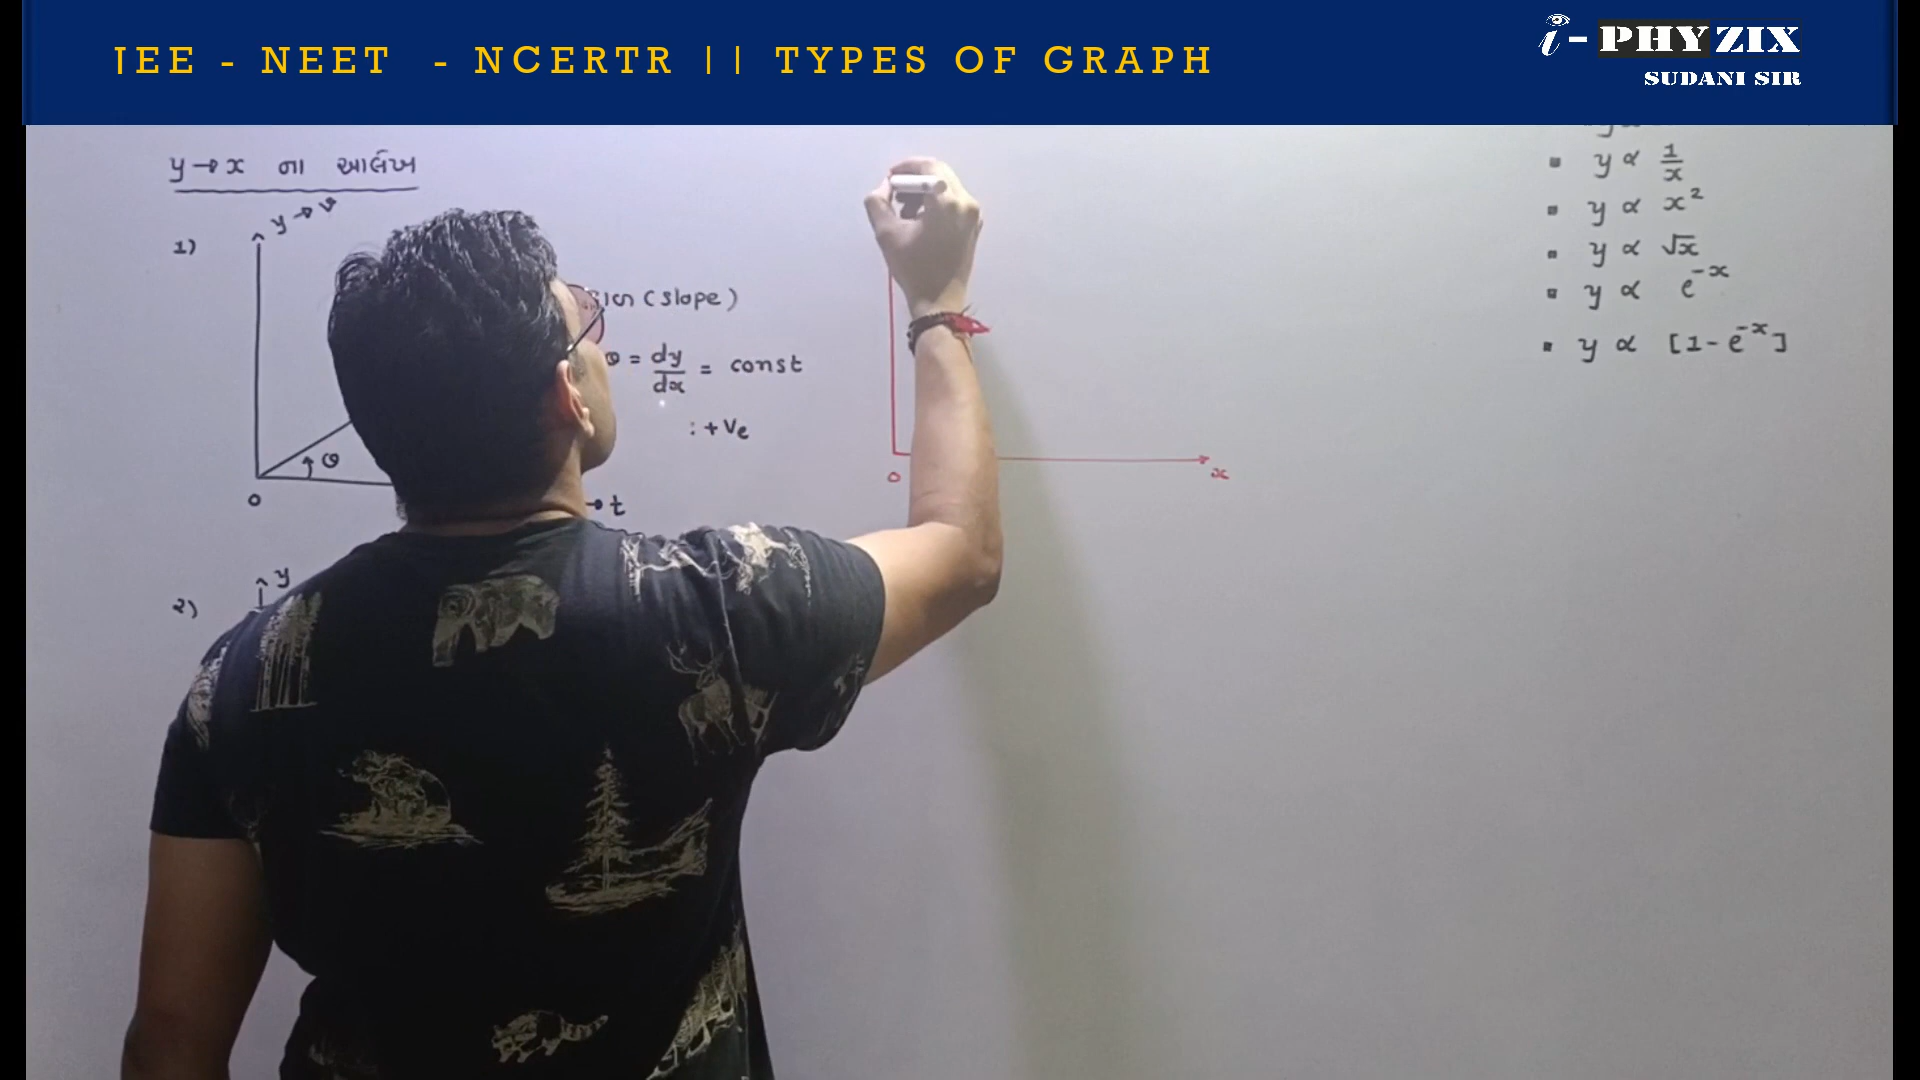 JEE - NEET - NCERTR || TYPES OF GRAPH
i-PHYZIX
SUDANI SIR
y→x ના આલેખ
1)
y→v
(slope)
θ = dy/dx = const
: +ve
θ
0
→t
2)
y
0
x
▪ y ∝ 1/x
▪ y ∝ x²
▪ y ∝ √x
▪ y ∝ e⁻ˣ
▪ y ∝ [1-e⁻ˣ]